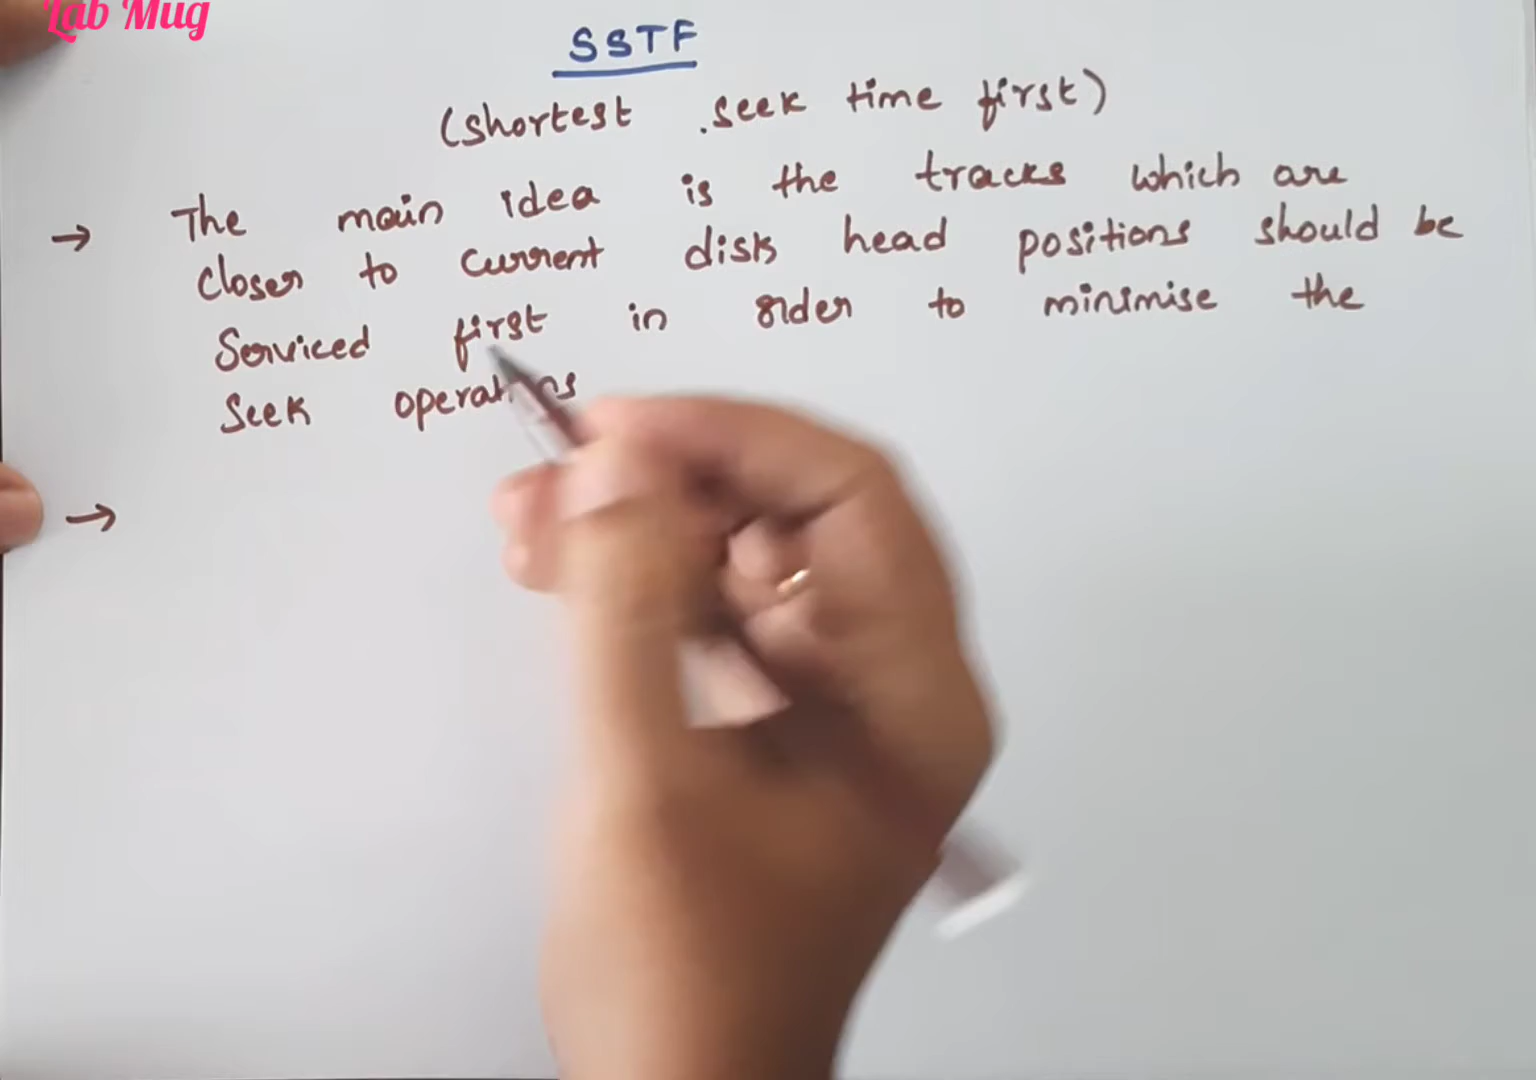 Lab Mug
SSTF
(shortest seek time first)
→ The main idea is the tracks which are
closer to current disk head positions should be
Serviced first in order to minimise the
Seek operations
→